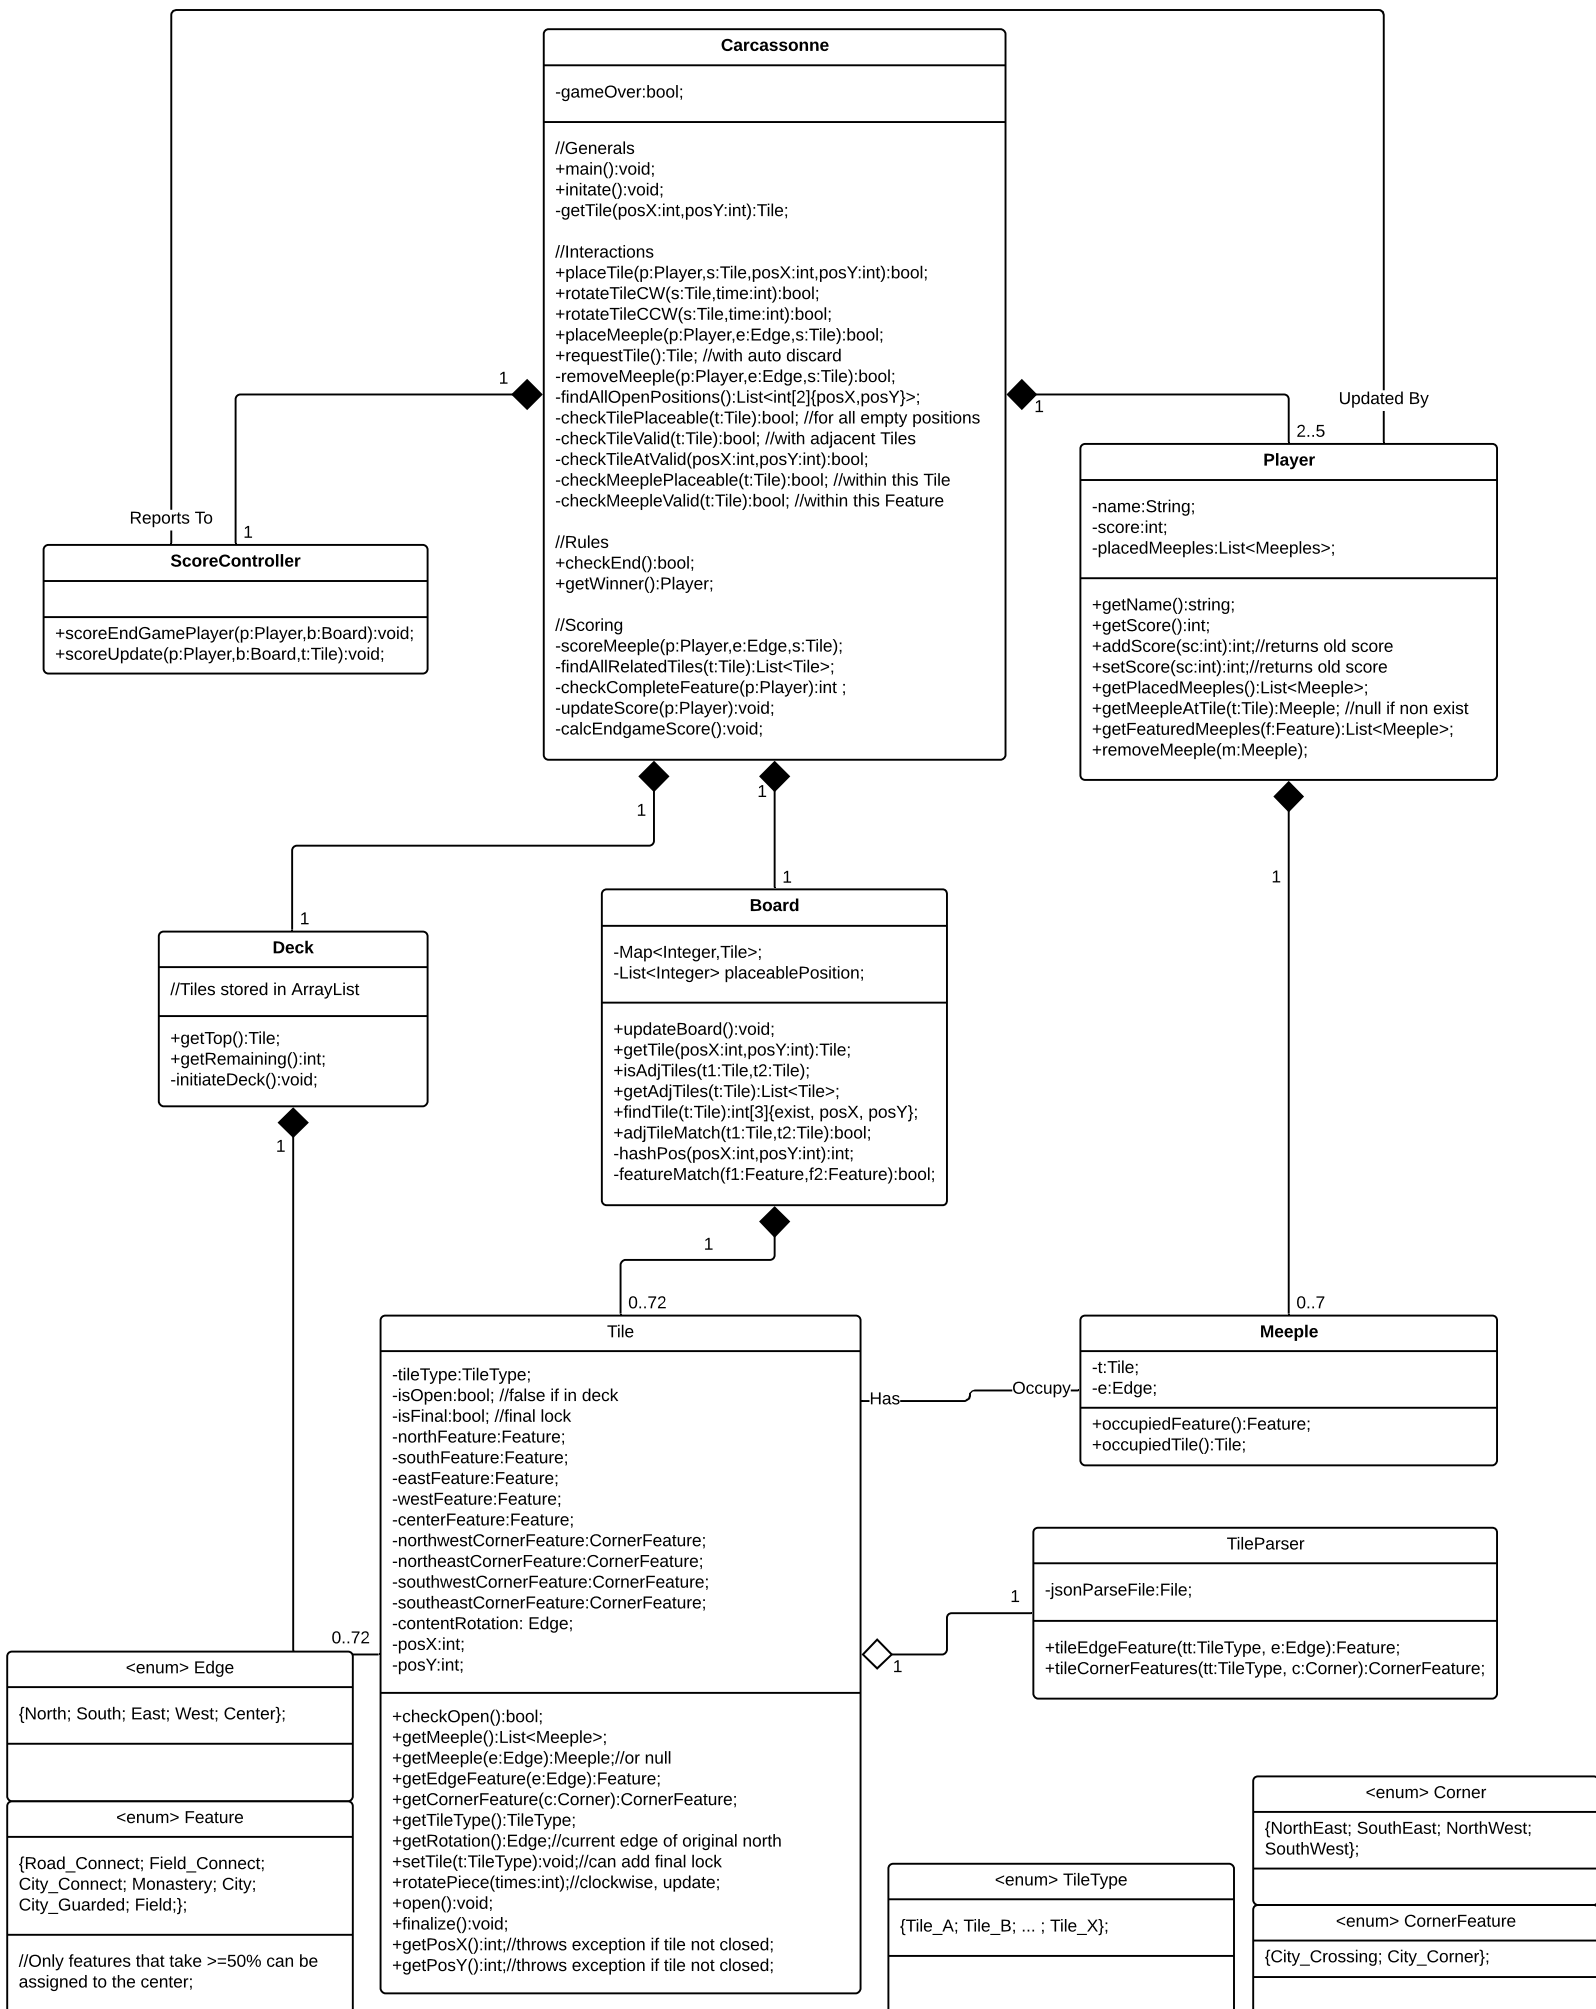 Carcassonne
-gameOver:bool;
//Generals
+main():void;
+initate():void;
-getTile(posX:int,posY:int):Tile;
//Interactions
+placeTile(p:Player,s:Tile,posX:int,posY:int):bool;
+rotateTileCW(s:Tile,time:int):bool;
+rotateTileCCW(s:Tile,time:int):bool;
+placeMeeple(p:Player,e:Edge,s:Tile):bool;
+requestTile():Tile; //with auto discard
-removeMeeple(p:Player,e:Edge,s:Tile):bool;
-findAllOpenPositions():List<int[2]{posX,posY}>;
-checkTilePlaceable(t:Tile):bool; //for all empty positions
-checkTileValid(t:Tile):bool; //with adjacent Tiles
-checkTileAtValid(posX:int,posY:int):bool;
-checkMeeplePlaceable(t:Tile):bool; //within this Tile
-checkMeepleValid(t:Tile):bool; //within this Feature
//Rules
+checkEnd():bool;
+getWinner():Player;
//Scoring
-scoreMeeple(p:Player,e:Edge,s:Tile);
-findAllRelatedTiles(t:Tile):List<Tile>;
-checkCompleteFeature(p:Player):int ;
-updateScore(p:Player):void;
-calcEndgameScore():void;
1
1
Reports To
ScoreController
+scoreEndGamePlayer(p:Player,b:Board):void;
+scoreUpdate(p:Player,b:Board,t:Tile):void;
1
2..5
Updated By
Player
-name:String;
-score:int;
-placedMeeples:List<Meeples>;
+getName():string;
+getScore():int;
+addScore(sc:int):int;//returns old score
+setScore(sc:int):int;//returns old score
+getPlacedMeeples():List<Meeple>;
+getMeepleAtTile(t:Tile):Meeple; //null if non exist
+getFeaturedMeeples(f:Feature):List<Meeple>;
+removeMeeple(m:Meeple);
1
1
Deck
//Tiles stored in ArrayList
+getTop():Tile;
+getRemaining():int;
-initiateDeck():void;
1
1
1
Board
-Map<Integer,Tile>;
-List<Integer> placeablePosition;
+updateBoard():void;
+getTile(posX:int,posY:int):Tile;
+isAdjTiles(t1:Tile,t2:Tile);
+getAdjTiles(t:Tile):List<Tile>;
+findTile(t:Tile):int[3]{exist, posX, posY};
+adjTileMatch(t1:Tile,t2:Tile):bool;
-hashPos(posX:int,posY:int):int;
-featureMatch(f1:Feature,f2:Feature):bool;
1
0..72
1
0..7
Tile
-tileType:TileType;
-isOpen:bool; //false if in deck
-isFinal:bool; //final lock
-northFeature:Feature;
-southFeature:Feature;
-eastFeature:Feature;
-westFeature:Feature;
-centerFeature:Feature;
-northwestCornerFeature:CornerFeature;
-northeastCornerFeature:CornerFeature;
-southwestCornerFeature:CornerFeature;
-southeastCornerFeature:CornerFeature;
-contentRotation: Edge;
-posX:int;
-posY:int;
+checkOpen():bool;
+getMeeple():List<Meeple>;
+getMeeple(e:Edge):Meeple;//or null
+getEdgeFeature(e:Edge):Feature;
+getCornerFeature(c:Corner):CornerFeature;
+getTileType():TileType;
+getRotation():Edge;//current edge of original north
+setTile(t:TileType):void;//can add final lock
+rotatePiece(times:int);//clockwise, update;
+open():void;
+finalize():void;
+getPosX():int;//throws exception if tile not closed;
+getPosY():int;//throws exception if tile not closed;
Has
Occupy
Meeple
-t:Tile;
-e:Edge;
+occupiedFeature():Feature;
+occupiedTile():Tile;
1
1
TileParser
-jsonParseFile:File;
+tileEdgeFeature(tt:TileType, e:Edge):Feature;
+tileCornerFeatures(tt:TileType, c:Corner):CornerFeature;
0..72
<enum> Edge
{North; South; East; West; Center};
<enum> Feature
{Road_Connect; Field_Connect;
City_Connect; Monastery; City;
City_Guarded; Field;};
//Only features that take >=50% can be
assigned to the center;
<enum> TileType
{Tile_A; Tile_B; ... ; Tile_X};
<enum> Corner
{NorthEast; SouthEast; NorthWest;
SouthWest};
<enum> CornerFeature
{City_Crossing; City_Corner};